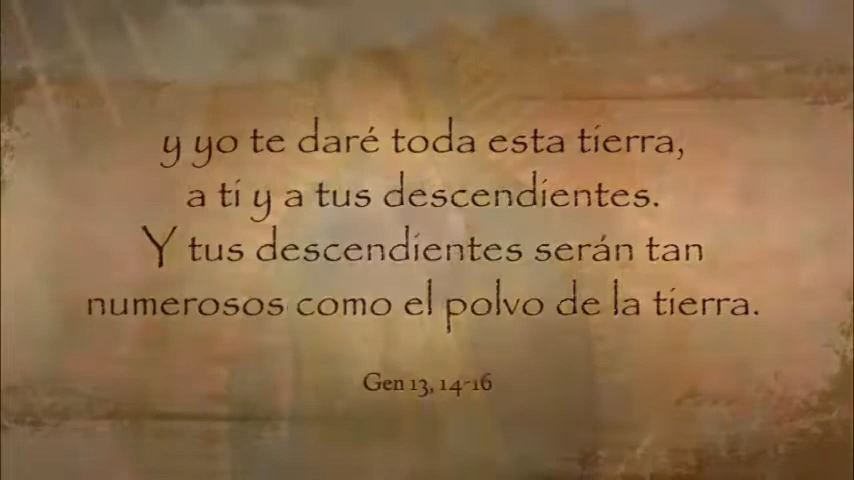 y yo te daré toda esta tierra,
a ti y a tus descendientes.
Y tus descendientes serán tan
numerosos como el polvo de la tierra.
Gen 13, 14-16